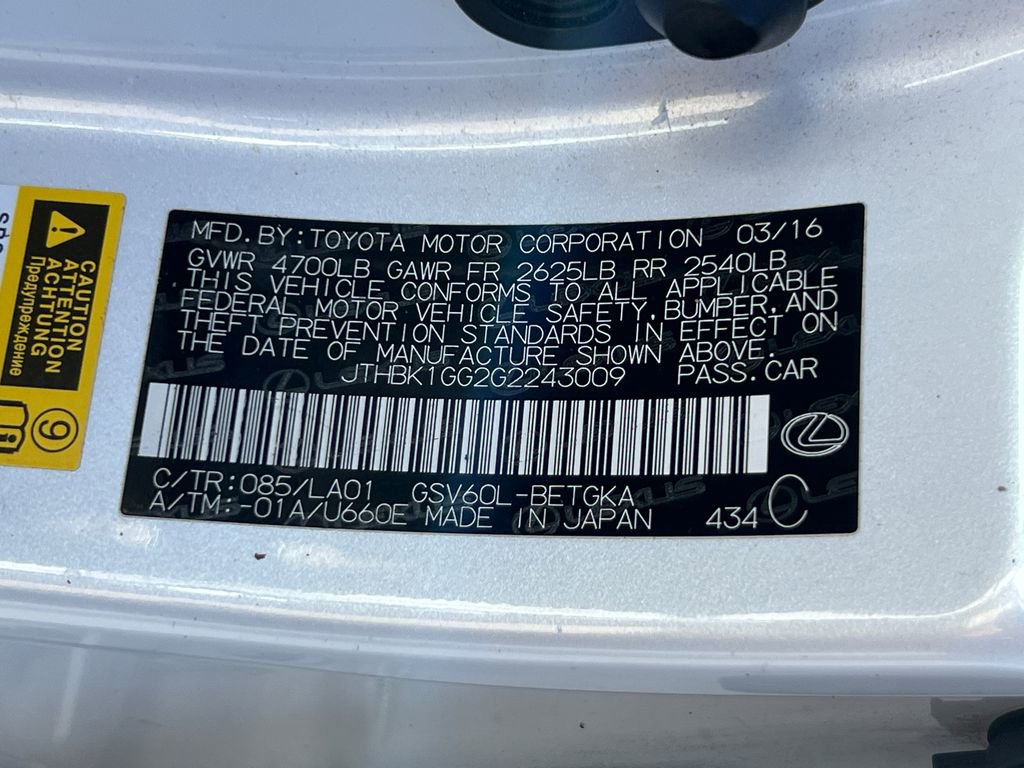 MFD.BY:TOYOTA MOTOR CORPORATION 03/16
GVWR 4700LB GAWR FR 2625LB RR 2540LB
THIS VEHICLE CONFORMS TO ALL APPLICABLE
FEDERAL MOTOR VEHICLE SAFETY,BUMPER,AND
THEFT PREVENTION STANDARDS IN EFFECT ON
THE DATE OF MANUFACTURE SHOWN ABOVE.
JTHBK1GG2G2243009 PASS.CAR
C/TR:085/LA01 GSV60L-BETGKA
A/TM:-01A/U660E MADE IN JAPAN 434 C
CAUTION
ATTENTION
ACHTUNG
Предупреждение
9